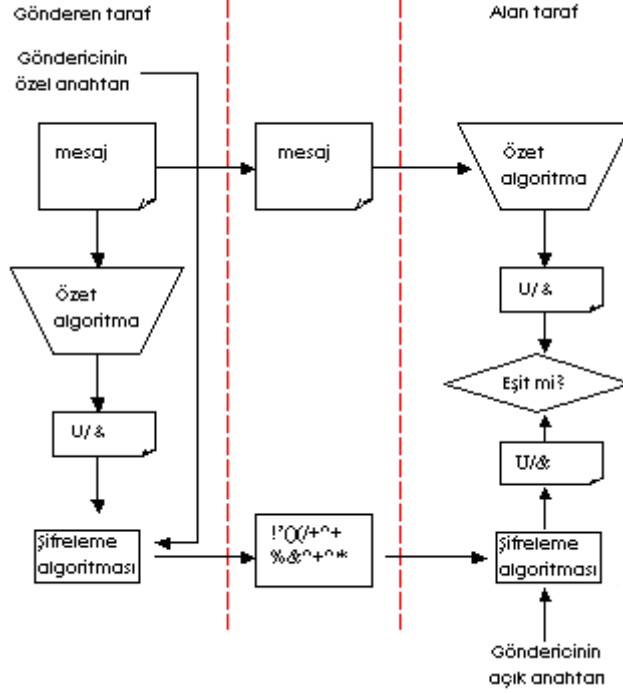 Gönderen taraf
Alan taraf
Göndericinin
özel anahtarı
mesaj
mesaj
Özet
algoritma
Özet
algoritma
U/ &
Eşit mi?
U/ &
U/&
Şifreleme
algoritması
!'()(/+^+
%&^+^*
Şifreleme
algoritması
Göndericinin
açık anahtarı